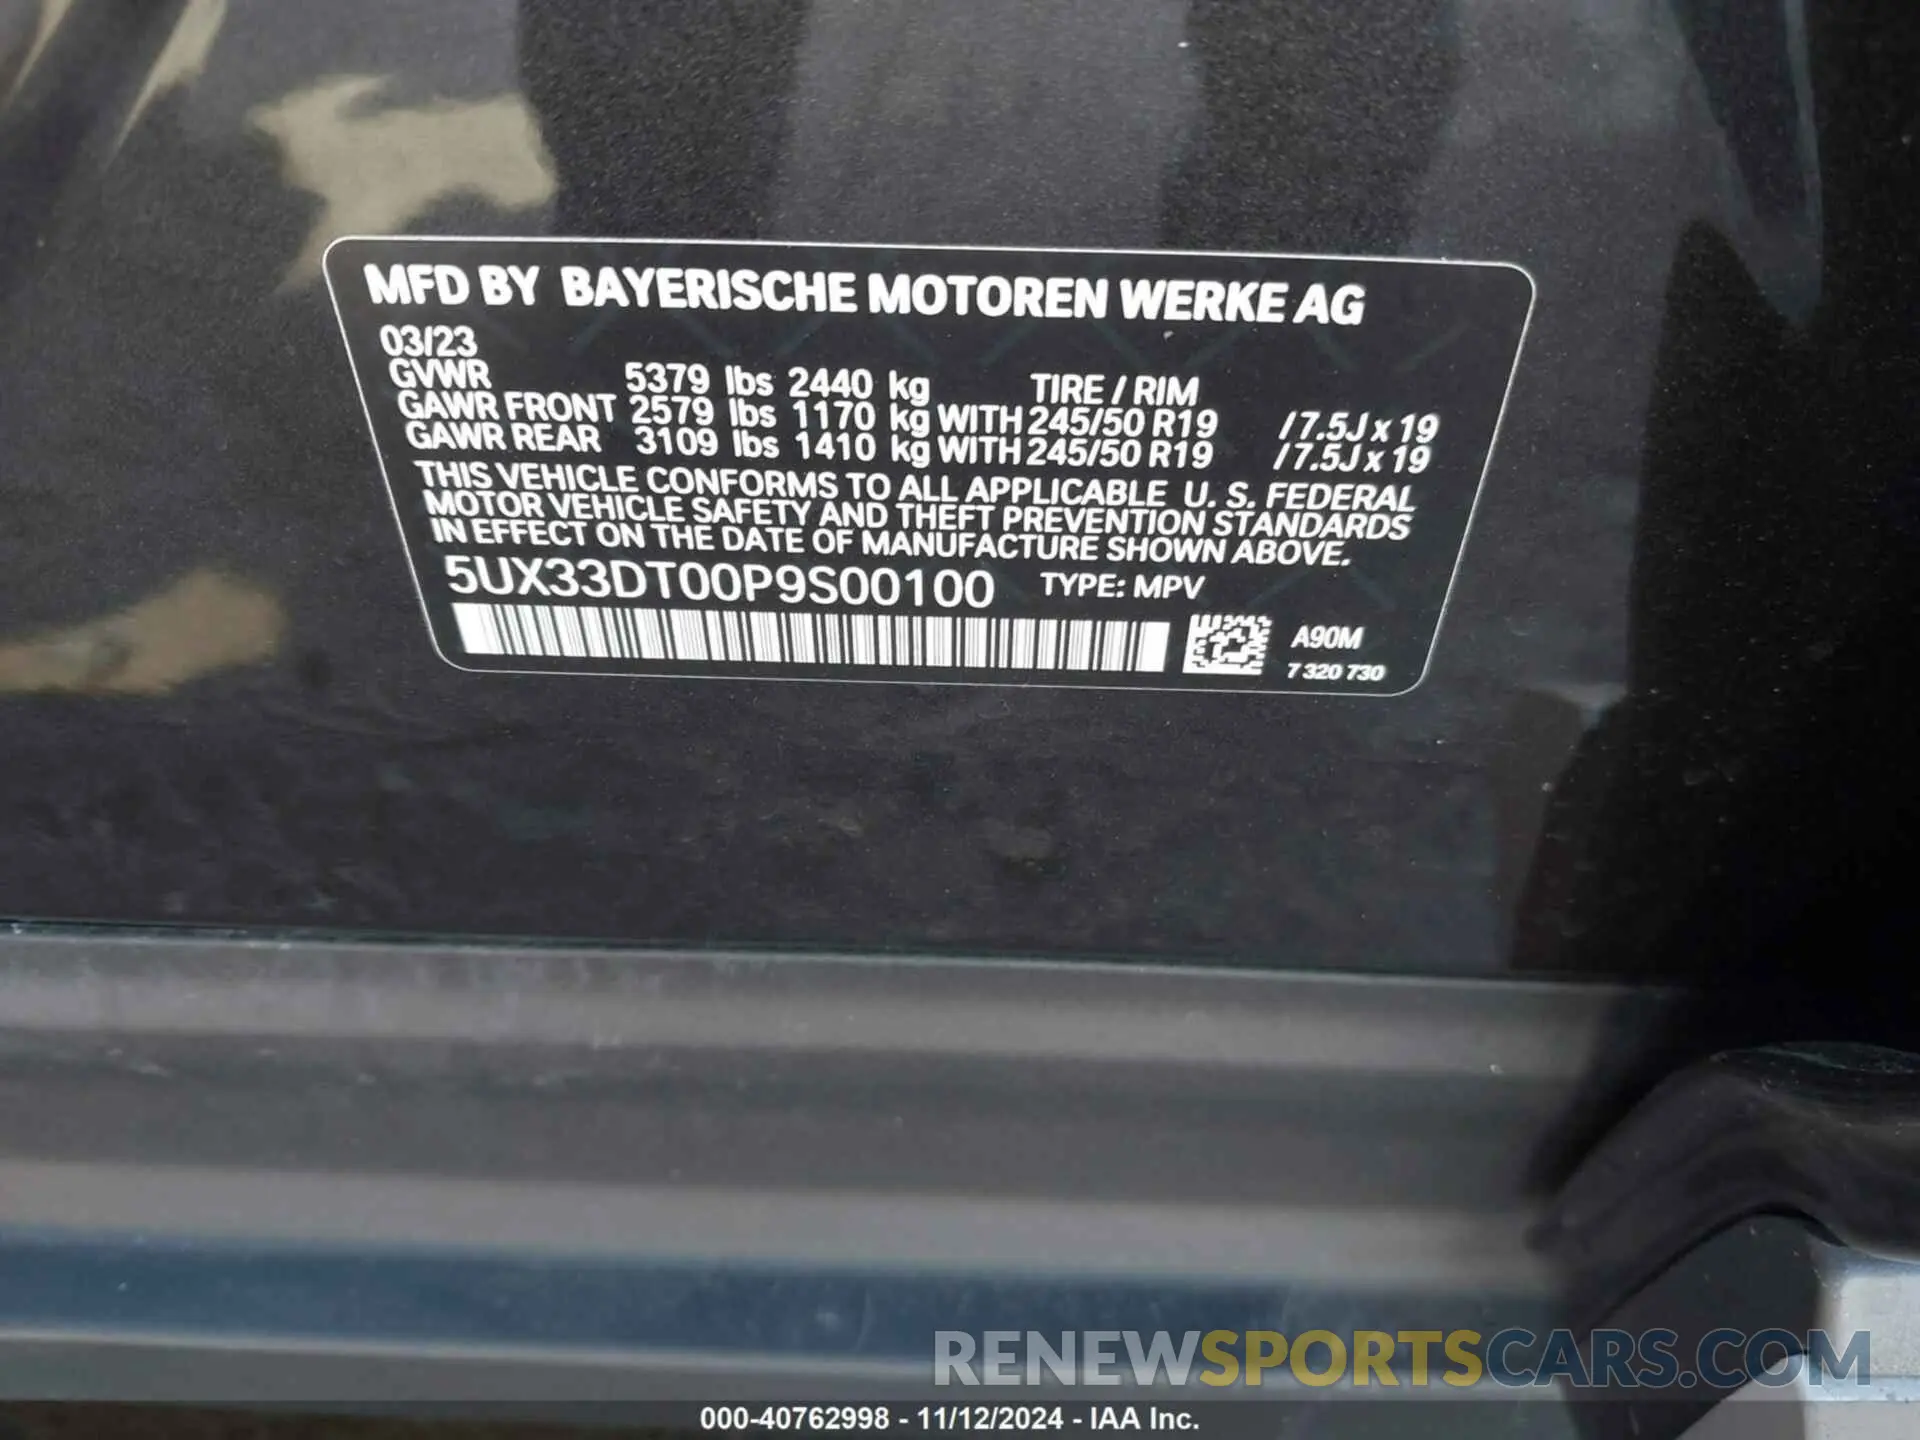 MFD BY BAYERISCHE MOTOREN WERKE AG
03/23
GVWR 5379 lbs 2440 kg TIRE / RIM
GAWR FRONT 2579 lbs 1170 kg WITH 245/50 R19 /7.5J x 19
GAWR REAR 3109 lbs 1410 kg WITH 245/50 R19 /7.5J x 19
THIS VEHICLE CONFORMS TO ALL APPLICABLE U. S. FEDERAL
MOTOR VEHICLE SAFETY AND THEFT PREVENTION STANDARDS
IN EFFECT ON THE DATE OF MANUFACTURE SHOWN ABOVE.
5UX33DT00P9S00100 TYPE: MPV
A90M
7 320 730
RENEWSPORTSCARS.COM
000-40762998 - 11/12/2024 - IAA Inc.